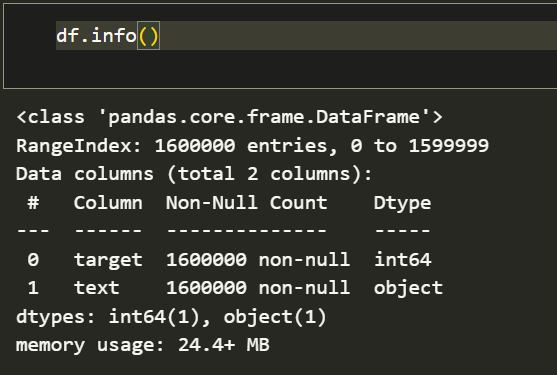 df.info()
<class 'pandas.core.frame.DataFrame'>
RangeIndex: 1600000 entries, 0 to 1599999
Data columns (total 2 columns):
 #   Column  Non-Null Count    Dtype
---  ------  --------------    -----
 0   target  1600000 non-null  int64
 1   text    1600000 non-null  object
dtypes: int64(1), object(1)
memory usage: 24.4+ MB